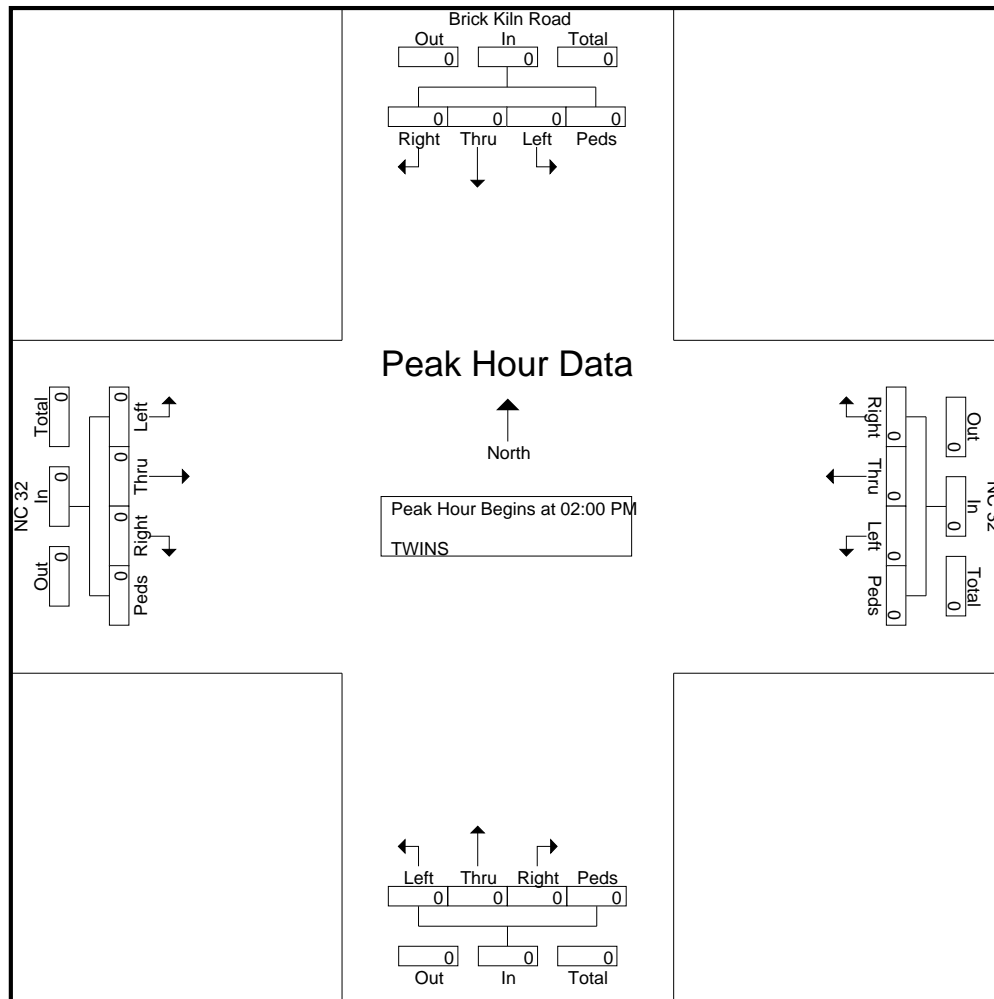 Brick Kiln Road
Out In Total
0 0 0
0 0 0 0
Right Thru Left Peds
Peak Hour Data
North
Peak Hour Begins at 02:00 PM
TWINS
NC 32
Total In Out
0 0 0
0 0 0 0
Left Thru Right Peds
NC 32
Out In Total
0 0 0
0 0 0 0
Right Thru Left Peds
Left Thru Right Peds
0 0 0 0
0 0 0
Out In Total